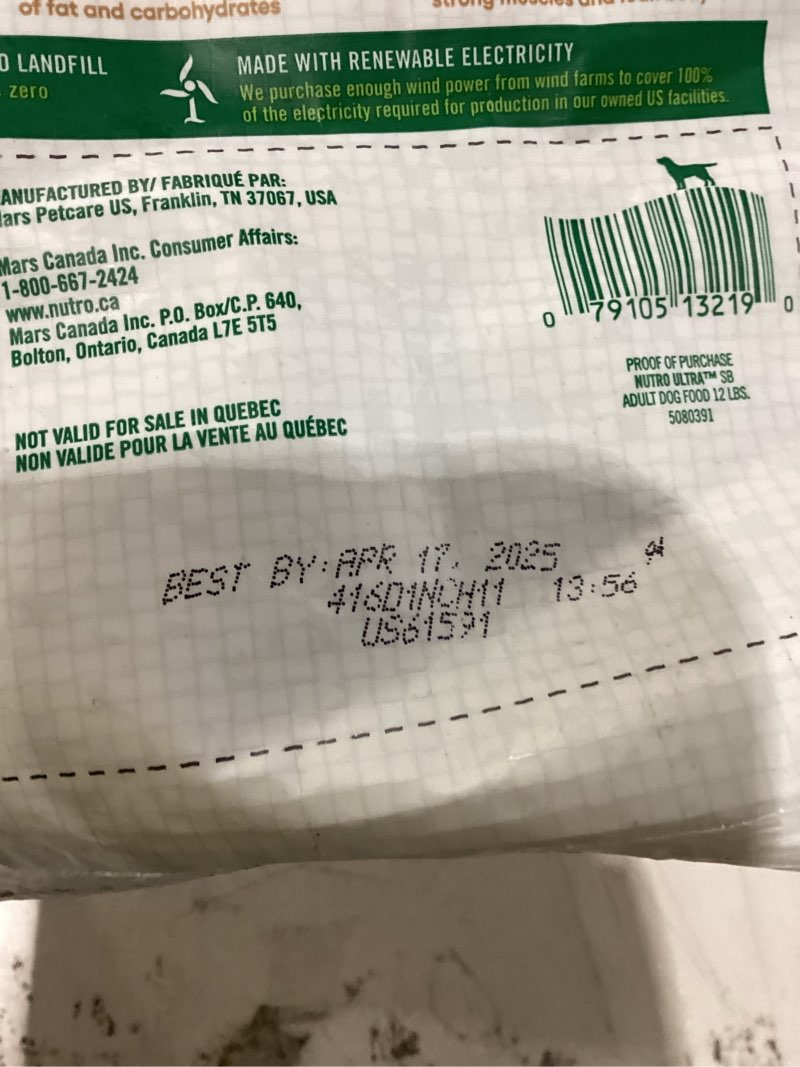 of fat and carbohydrates
LANDFILL
zero
MADE WITH RENEWABLE ELECTRICITY
We purchase enough wind power from wind farms to cover 100%
of the electricity required for production in our owned US facilities.
ANUFACTURED BY/ FABRIQUÉ PAR:
ars Petcare US, Franklin, TN 37067, USA
Mars Canada Inc. Consumer Affairs:
1-800-667-2424
www.nutro.ca
Mars Canada Inc. P.O. Box/C.P. 640,
Bolton, Ontario, Canada L7E 5T5
0 79105 13219 0
PROOF OF PURCHASE
NUTRO ULTRA™ SB
ADULT DOG FOOD 12 LBS.
5080391
NOT VALID FOR SALE IN QUEBEC
NON VALIDE POUR LA VENTE AU QUÉBEC
BEST BY: APR 17, 2025
416D1NCH11 13:56
US61591